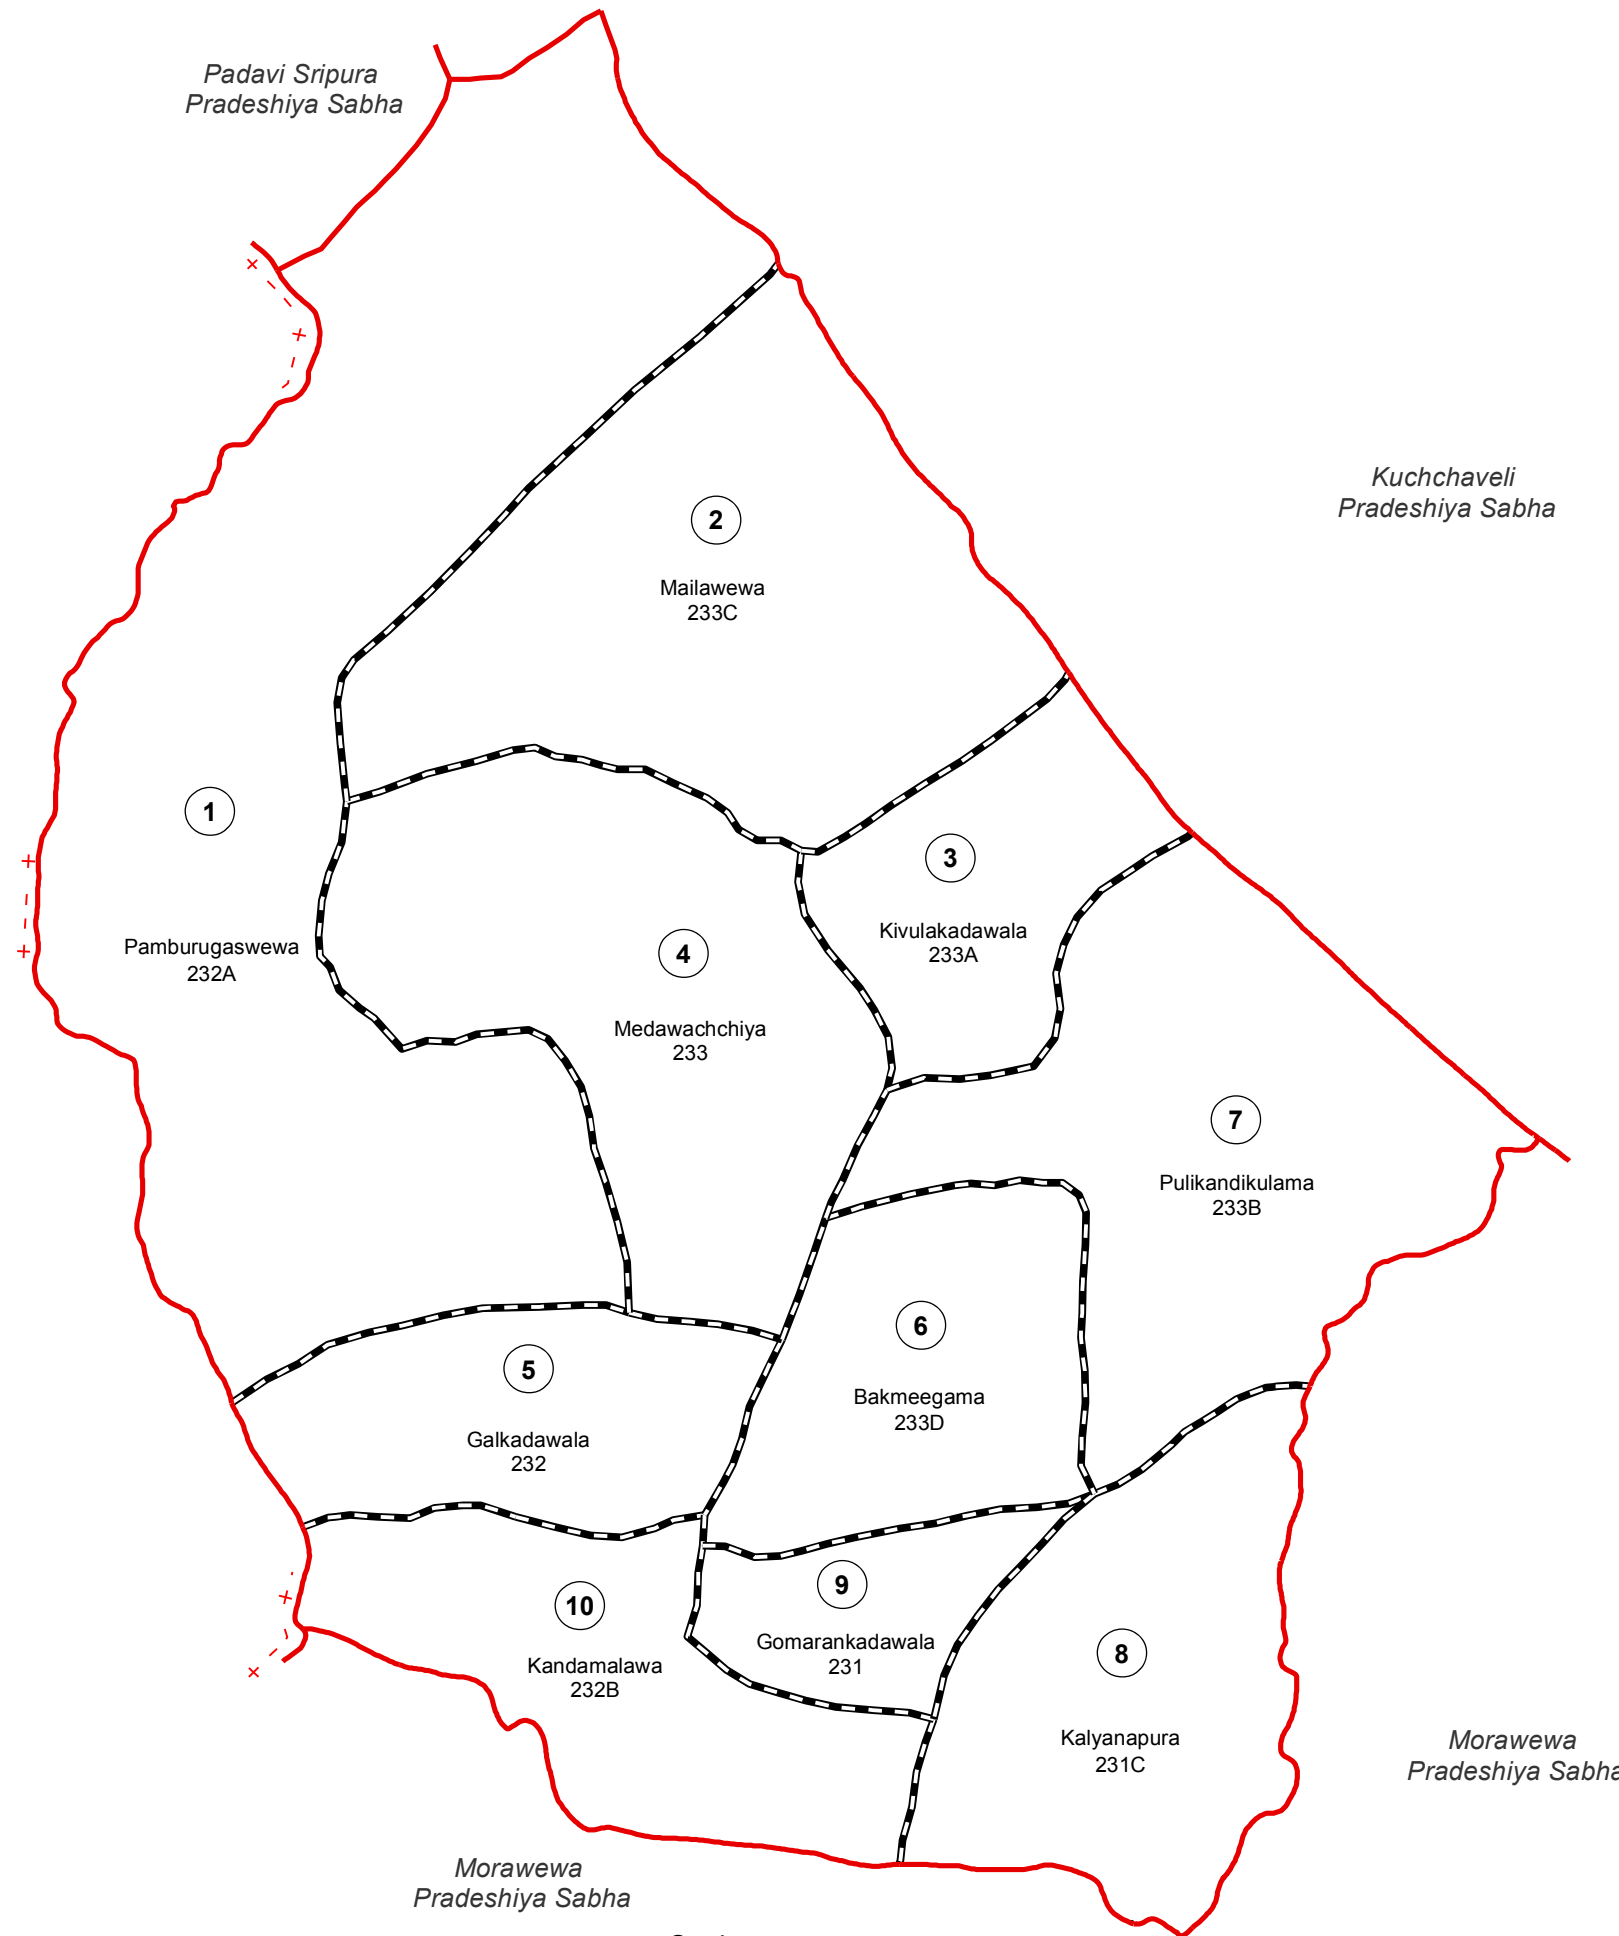 Padavi Sripura
Pradeshiya Sabha
Kuchchaveli
Pradeshiya Sabha
2
Mailawewa
233C
1
Pamburugaswewa
232A
3
Kivulakadawala
233A
4
Medawachchiya
233
7
Pulikandikulama
233B
6
Bakmeegama
233D
5
Galkadawala
232
9
Gomarankadawala
231
10
Kandamalawa
232B
8
Kalyanapura
231C
Morawewa
Pradeshiya Sabha
Morawewa
Pradeshiya Sabha